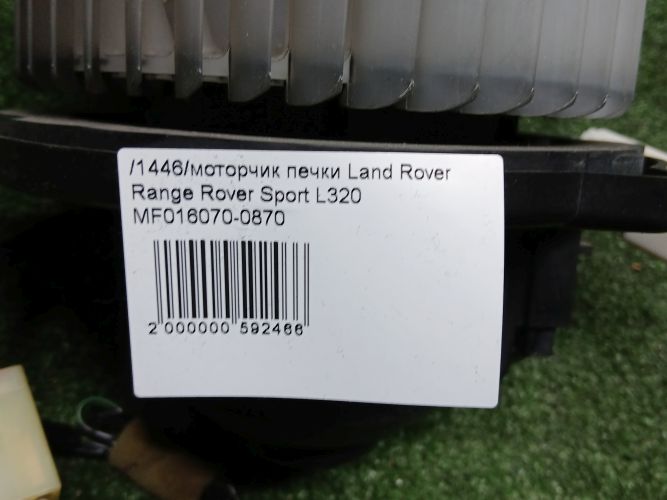 /1446/моторчик печки Land Rover
Range Rover Sport L320
MF016070-0870
2 000000 592466